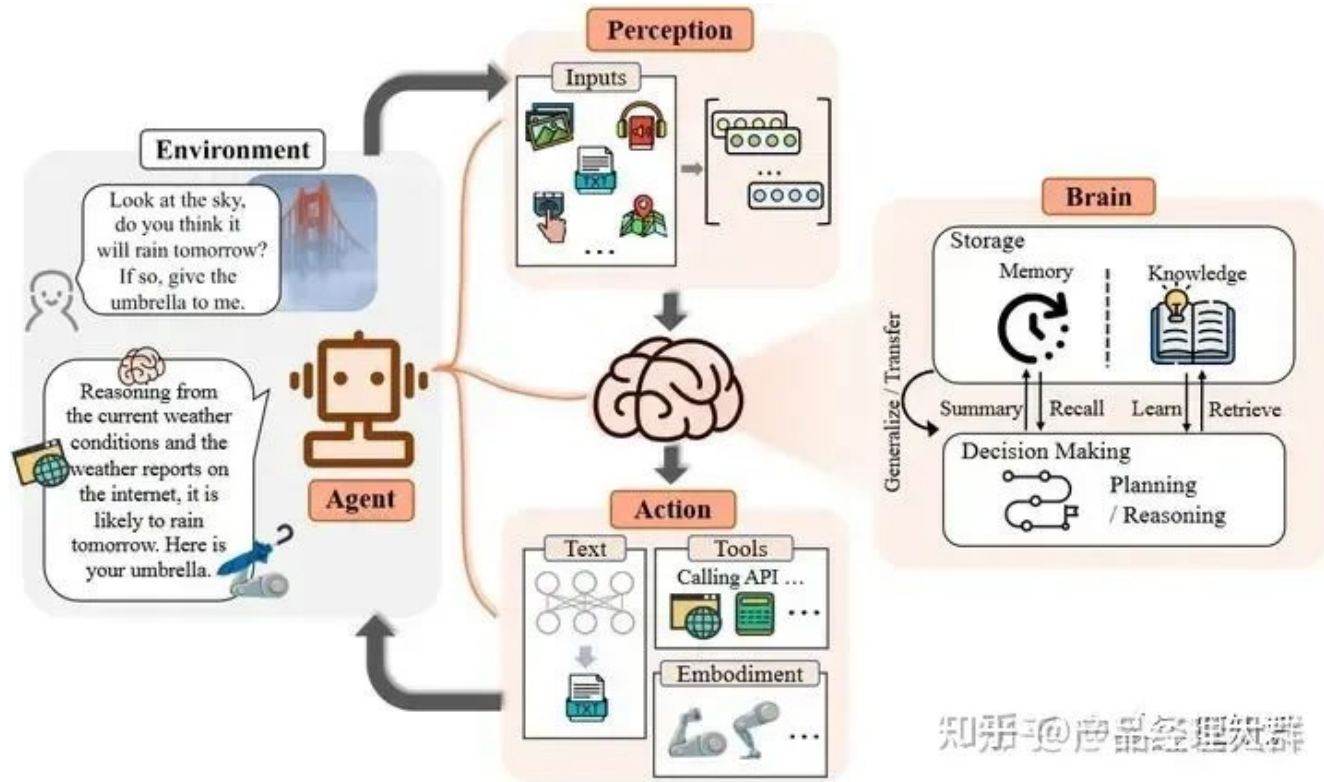 Perception
Inputs
TXT
...
...
Environment
Look at the sky,
do you think it
will rain tomorrow?
If so, give the
umbrella to me.
Reasoning from
the current weather
conditions and the
weather reports on
the internet, it is
likely to rain
tomorrow. Here is
your umbrella.
Agent
Brain
Storage
Memory
Knowledge
Generalize / Transfer
Summary
Recall
Learn
Retrieve
Decision Making
Planning
/ Reasoning
Action
Text
TXT
Tools
Calling API ...
...
Embodiment
...
知乎 @产品经理